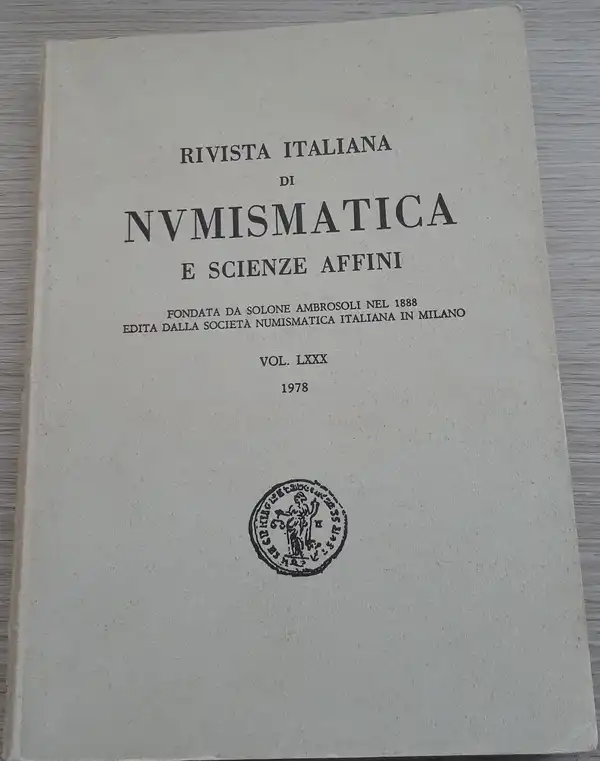 RIVISTA ITALIANA
DI
NVMISMATICA
E SCIENZE AFFINI
FONDATA DA SOLONE AMBROSOLI NEL 1888
EDITA DALLA SOCIETÀ NUMISMATICA ITALIANA IN MILANO
VOL. LXXX
1978